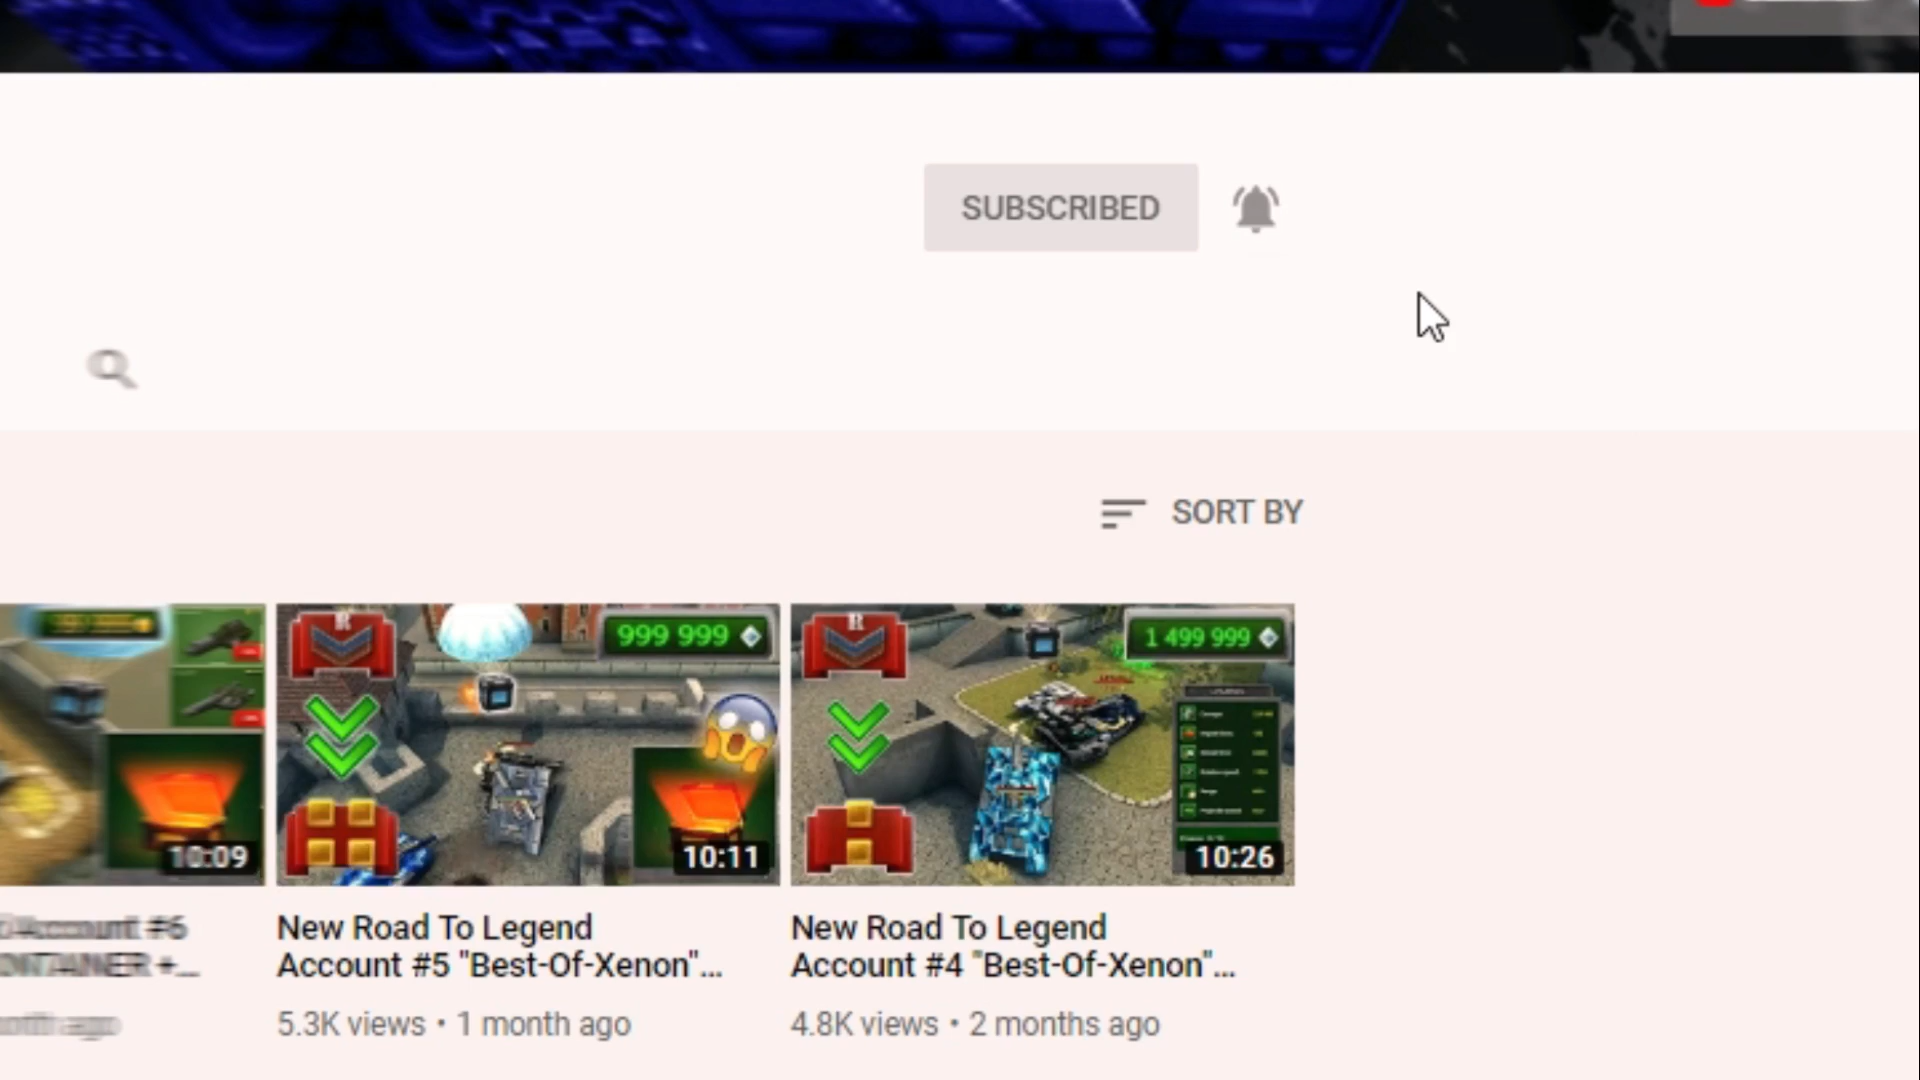 SUBSCRIBED
SORT BY
999 999
1 499 999
10:09
10:11
10:26
Account #6
New Road To Legend
Account #5 "Best-Of-Xenon"...
5.3K views • 1 month ago
New Road To Legend
Account #4 "Best-Of-Xenon"...
4.8K views • 2 months ago